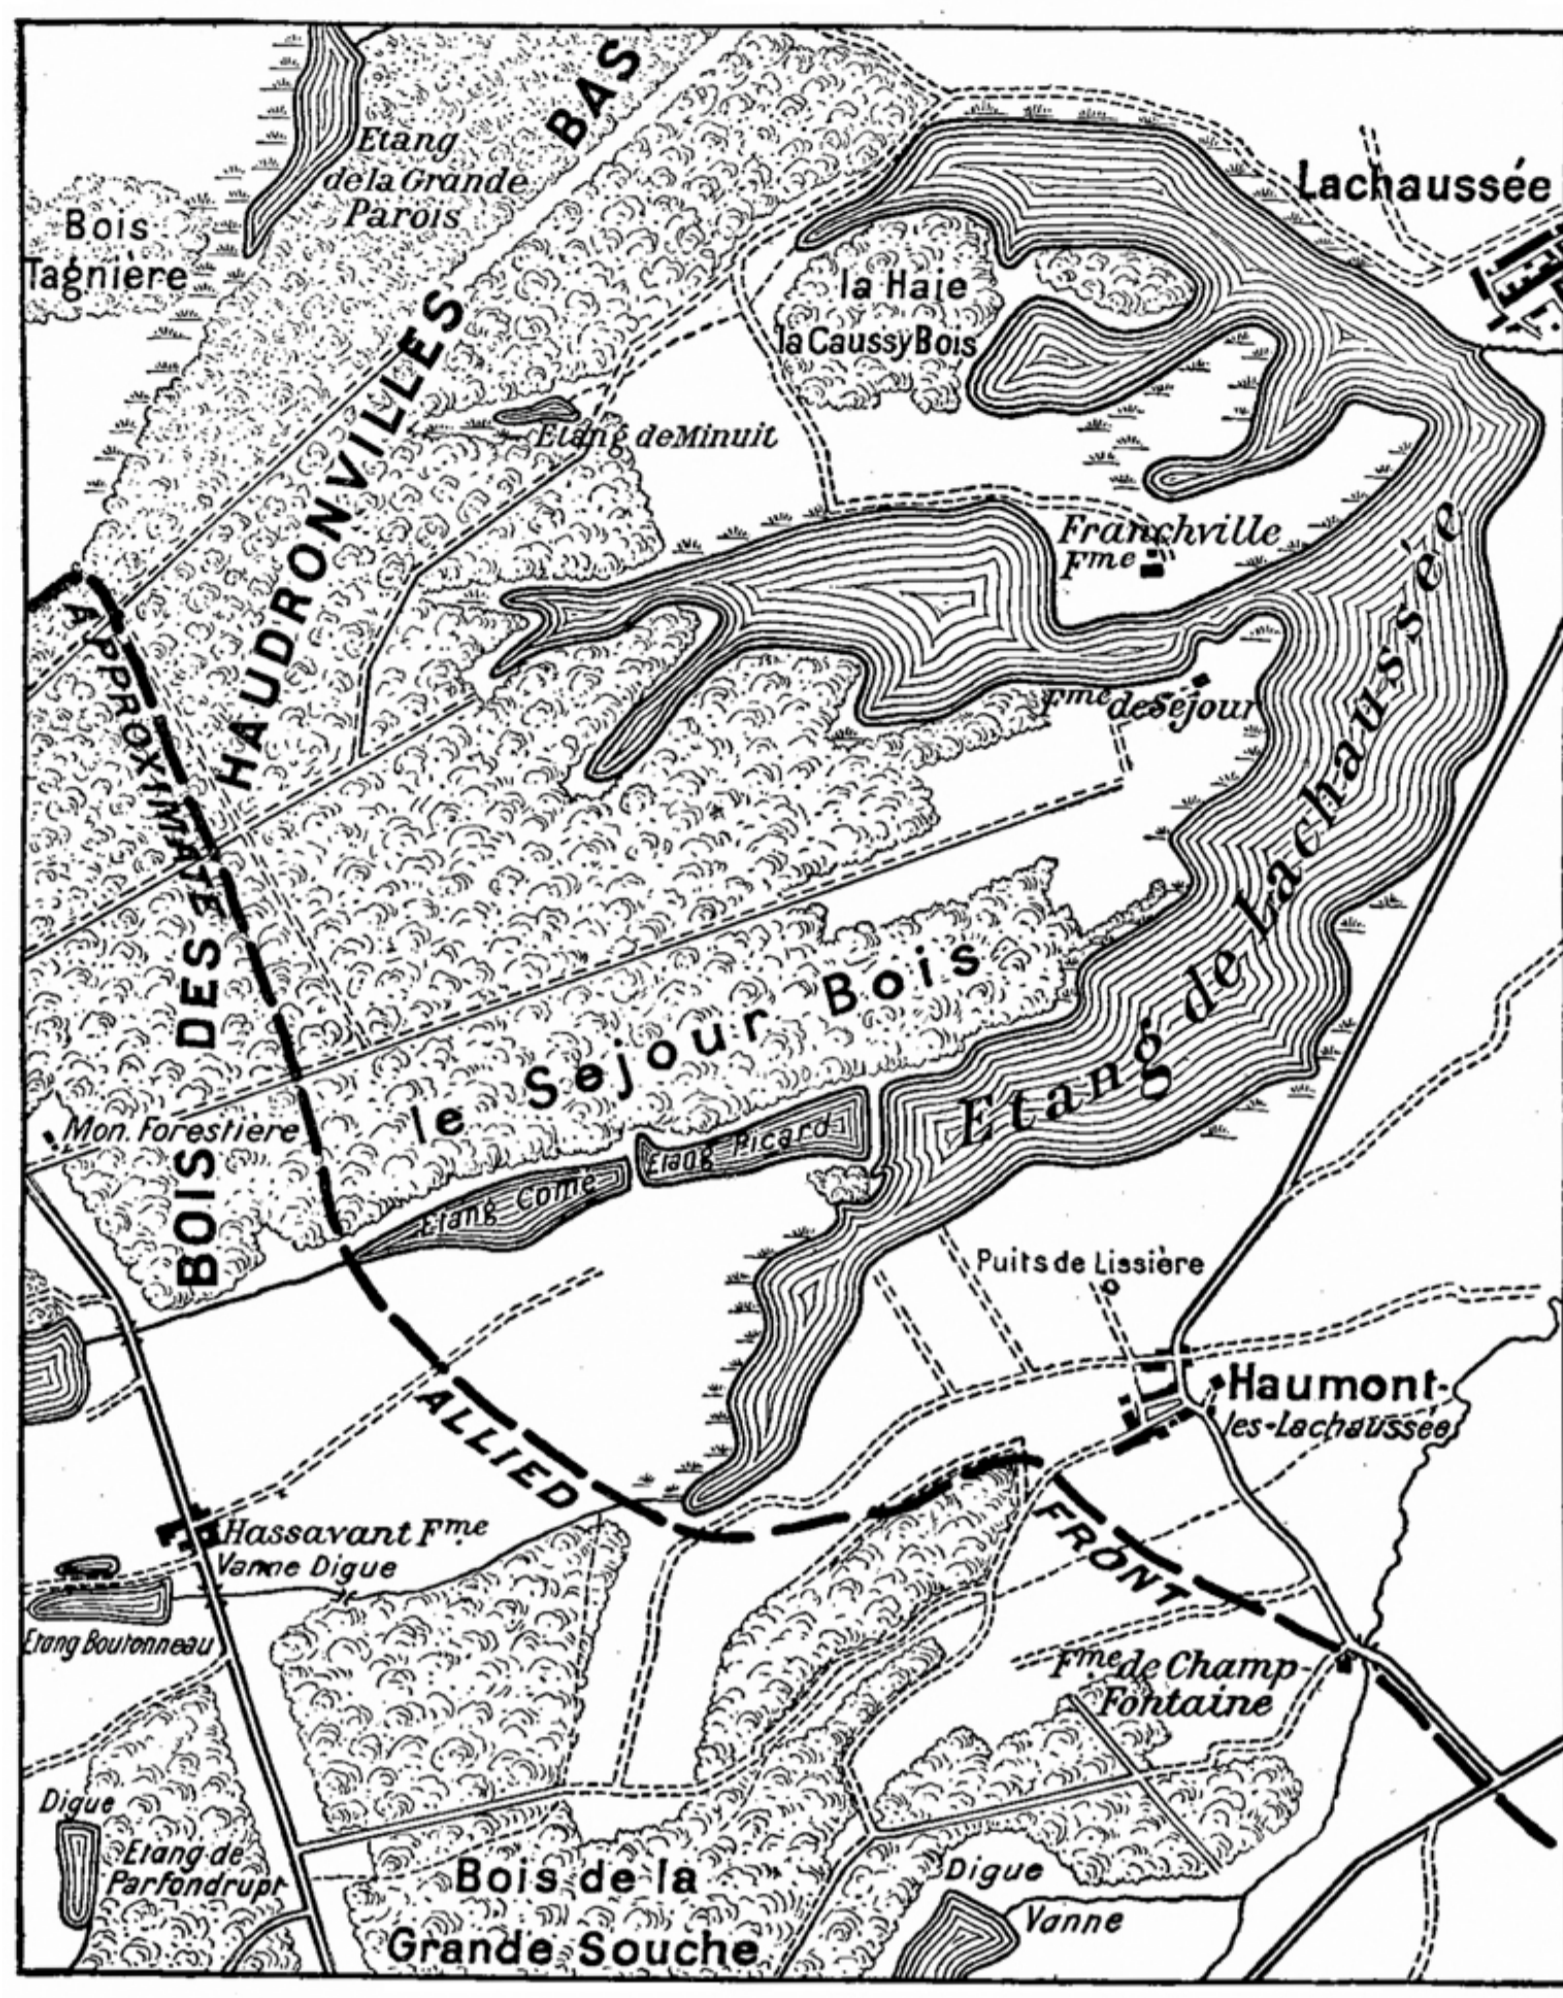 Etang
de la Grande
Parois
Bois
Tagnière
BOIS DES HAUDRONVILLES BAS
Lachaussée
la Haie
la Caussy Bois
Etang de Minuit
Franchville
Fme
Fme de Sejour
Etang de Lachaussée
le Sejour Bois
Mon. Forestiere
Etang Come
Etang Picard
Puits de Lissière
Haumont-
les-Lachaussée
APPROXIMATE ALLIED FRONT
Hassavant Fme
Vanne Digue
Etang Boutonneau
Fme de Champ-
Fontaine
Digue
Etang de
Parfondrupt
Bois de la
Grande Souche
Digue
Vanne